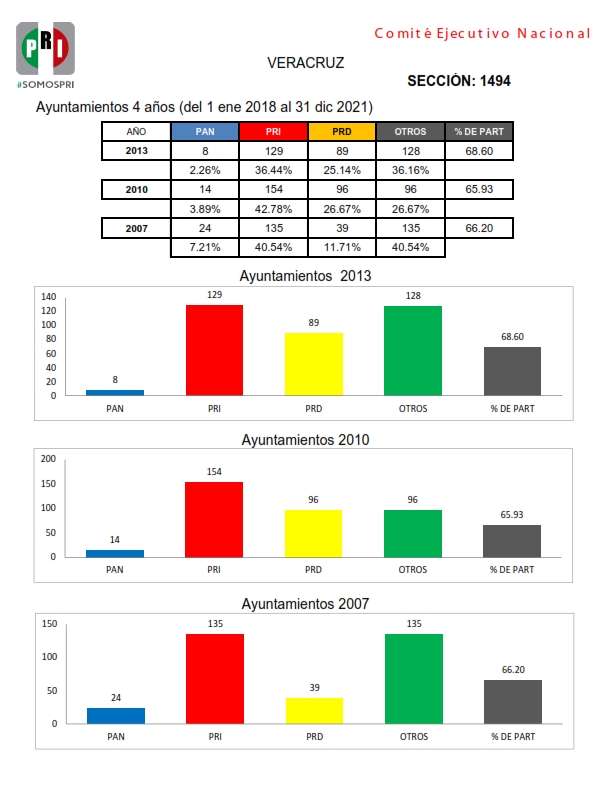 Comité Ejecutivo Nacional
PRI
#SOMOSPRI
VERACRUZ
SECCIÓN: 1494
Ayuntamientos 4 años (del 1 ene 2018 al 31 dic 2021)
AÑO PAN PRI PRD OTROS % DE PART
2013 8 129 89 128 68.60
2.26% 36.44% 25.14% 36.16%
2010 14 154 96 96 65.93
3.89% 42.78% 26.67% 26.67%
2007 24 135 39 135 66.20
7.21% 40.54% 11.71% 40.54%
Ayuntamientos 2013
140
120
100
80
60
40
20
0
8 129 89 128 68.60
PAN PRI PRD OTROS % DE PART
Ayuntamientos 2010
200
150
100
50
0
14 154 96 96 65.93
PAN PRI PRD OTROS % DE PART
Ayuntamientos 2007
150
100
50
0
24 135 39 135 66.20
PAN PRI PRD OTROS % DE PART